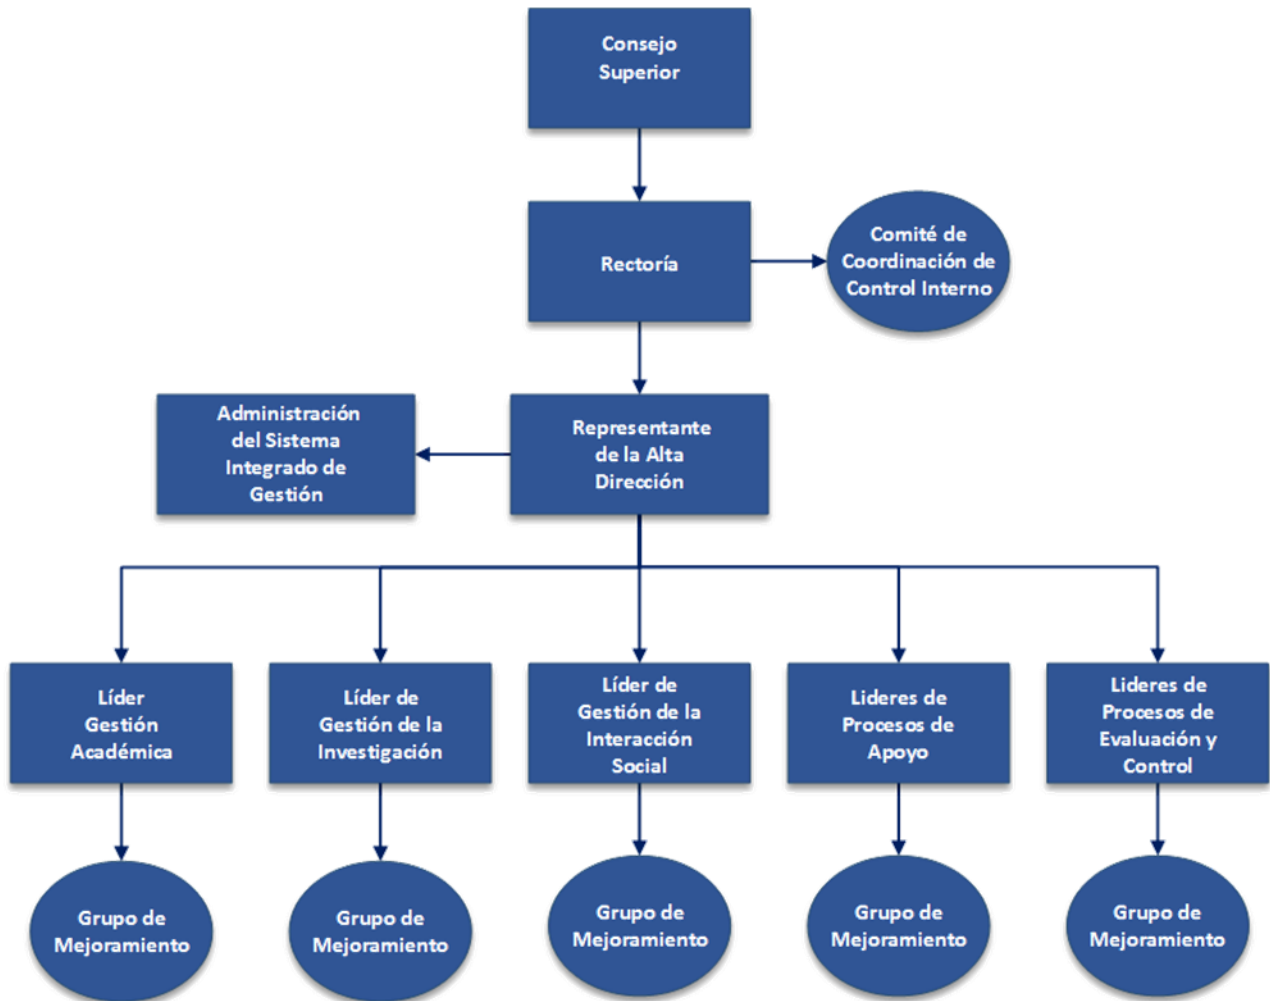 Consejo
Superior
Rectoría
Comité de
Coordinación de
Control Interno
Administración
del Sistema
Integrado de
Gestión
Representante
de la Alta
Dirección
Líder
Gestión
Académica
Líder de
Gestión de la
Investigación
Líder de
Gestión de la
Interacción
Social
Lideres de
Procesos de
Apoyo
Lideres de
Procesos de
Evaluación y
Control
Grupo de
Mejoramiento
Grupo de
Mejoramiento
Grupo de
Mejoramiento
Grupo de
Mejoramiento
Grupo de
Mejoramiento